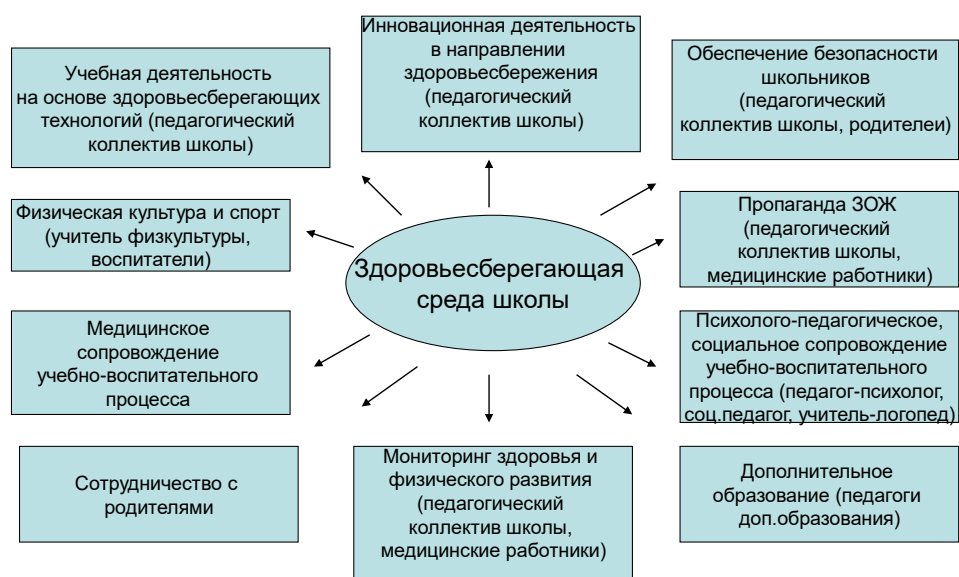 Учебная деятельность
на основе здоровьесберегающих
технологий (педагогический
коллектив школы)
Инновационная деятельность
в направлении
здоровьесбережения
(педагогический
коллектив школы)
Обеспечение безопасности
школьников
(педагогический
коллектив школы, родителеи)
Физическая культура и спорт
(учитель физкультуры,
воспитатели)
Здоровьесберегающая
среда школы
Пропаганда ЗОЖ
(педагогический
коллектив школы,
медицинские работники)
Медицинское
сопровождение
учебно-воспитательного
процесса
Психолого-педагогическое,
социальное сопровождение
учебно-воспитательного
процесса (педагог-психолог,
соц.педагог, учитель-логопед)
Сотрудничество с
родителями
Мониторинг здоровья и
физического развития
(педагогический
коллектив школы,
медицинские работники)
Дополнительное
образование (педагоги
доп.образования)